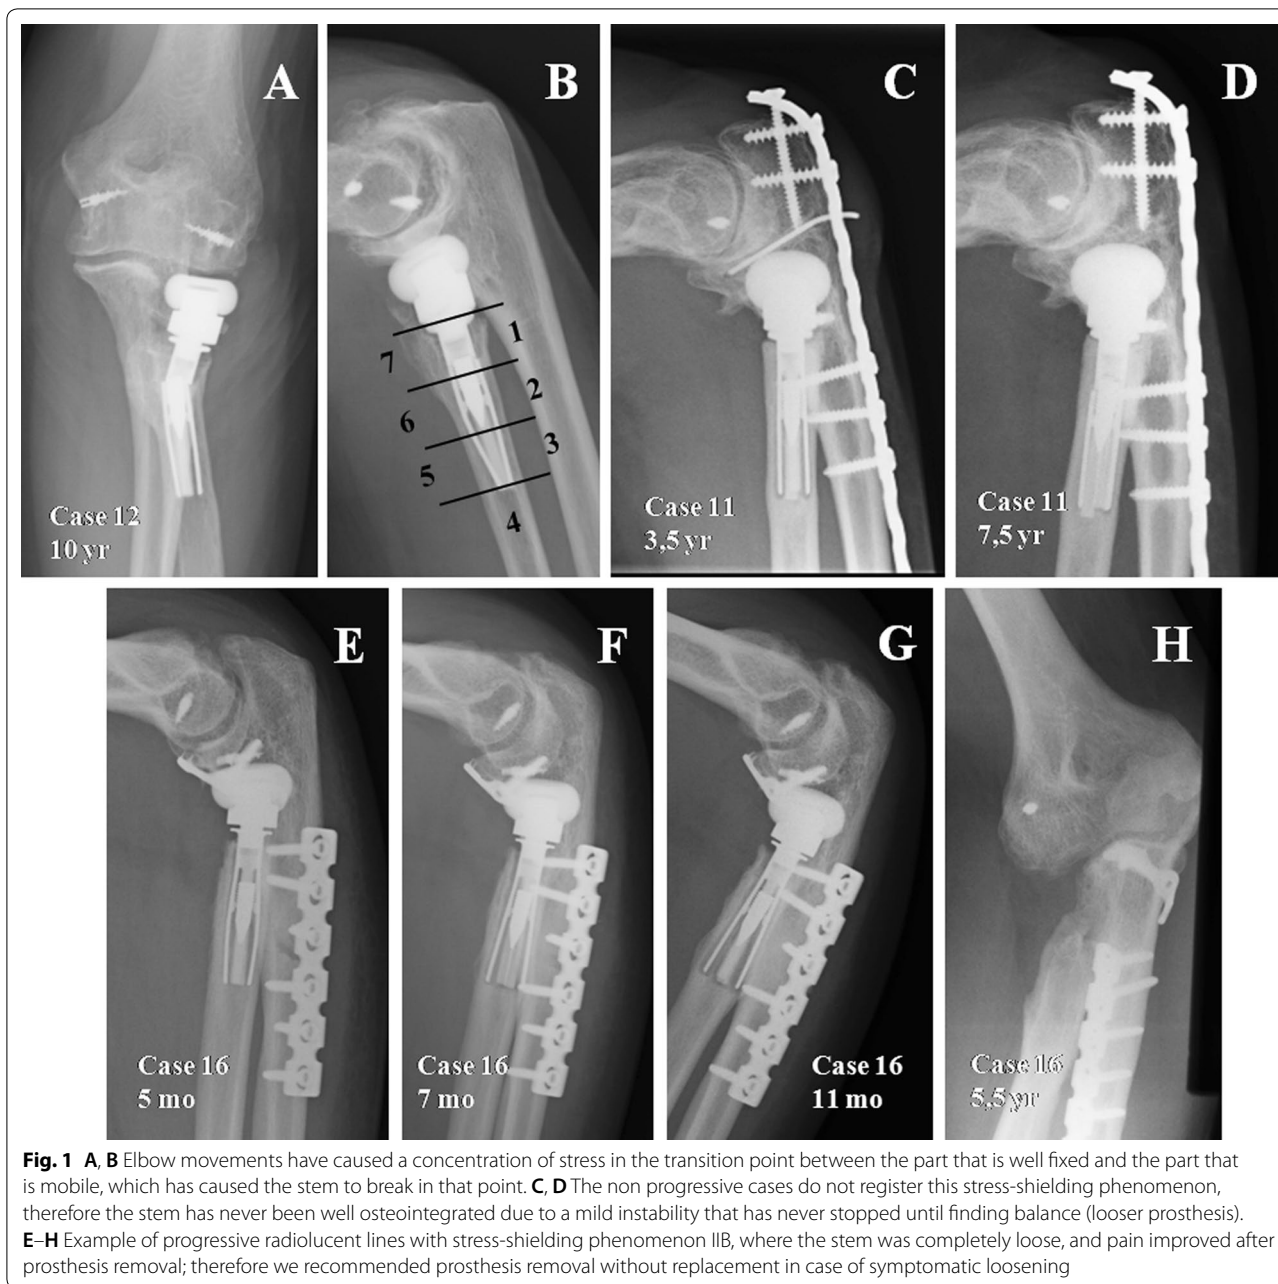 A
B
C
D
1
7
2
6
3
5
4
Case 12
10 yr
Case 11
3,5 yr
Case 11
7,5 yr
E
F
G
H
Case 16
5 mo
Case 16
7 mo
Case 16
11 mo
Case 16
5,5 yr
Fig. 1 A, B Elbow movements have caused a concentration of stress in the transition point between the part that is well fixed and the part that
is mobile, which has caused the stem to break in that point. C, D The non progressive cases do not register this stress-shielding phenomenon,
therefore the stem has never been well osteointegrated due to a mild instability that has never stopped until finding balance (looser prosthesis).
E–H Example of progressive radiolucent lines with stress-shielding phenomenon IIB, where the stem was completely loose, and pain improved after
prosthesis removal; therefore we recommended prosthesis removal without replacement in case of symptomatic loosening